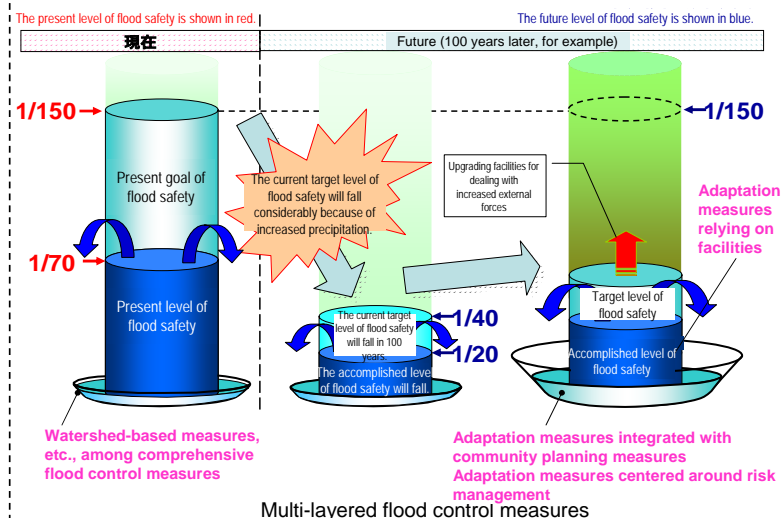 The present level of flood safety is shown in red.
The future level of flood safety is shown in blue.
現在
Future (100 years later, for example)
1/150
1/150
Present goal of
flood safety
The current target level of
flood safety will fall
considerably because of
increased precipitation.
Upgrading facilities for
dealing with
increased external
forces
Adaptation
measures
relying on
facilities
1/70
Present level of
flood safety
The current target
level of flood safety
will fall in 100
years.
1/40
1/20
The accomplished level
of flood safety will fall.
Target level of
flood safety
Accomplished level of
flood safety
Watershed-based measures,
etc., among comprehensive
flood control measures
Adaptation measures integrated with
community planning measures
Adaptation measures centered around risk
management
Multi-layered flood control measures